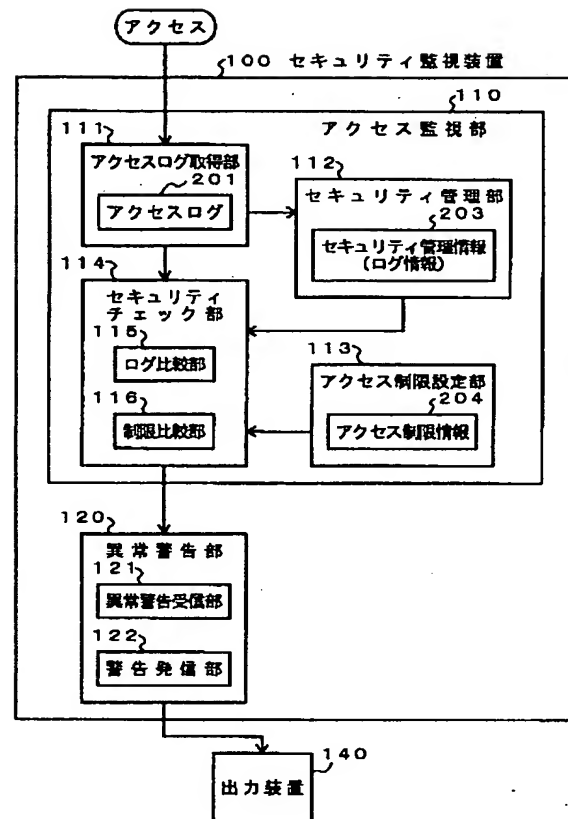 アクセス
100 セキュリティ監視装置
110
アクセス監視部
111
アクセスログ取得部
201
アクセスログ
112
セキュリティ管理部
203
セキュリティ管理情報
(ログ情報)
114
セキュリティ
チェック部
115
ログ比較部
116
制限比較部
113
アクセス制限設定部
204
アクセス制限情報
120
異常警告部
121
異常警告受信部
122
警告発信部
140
出力装置